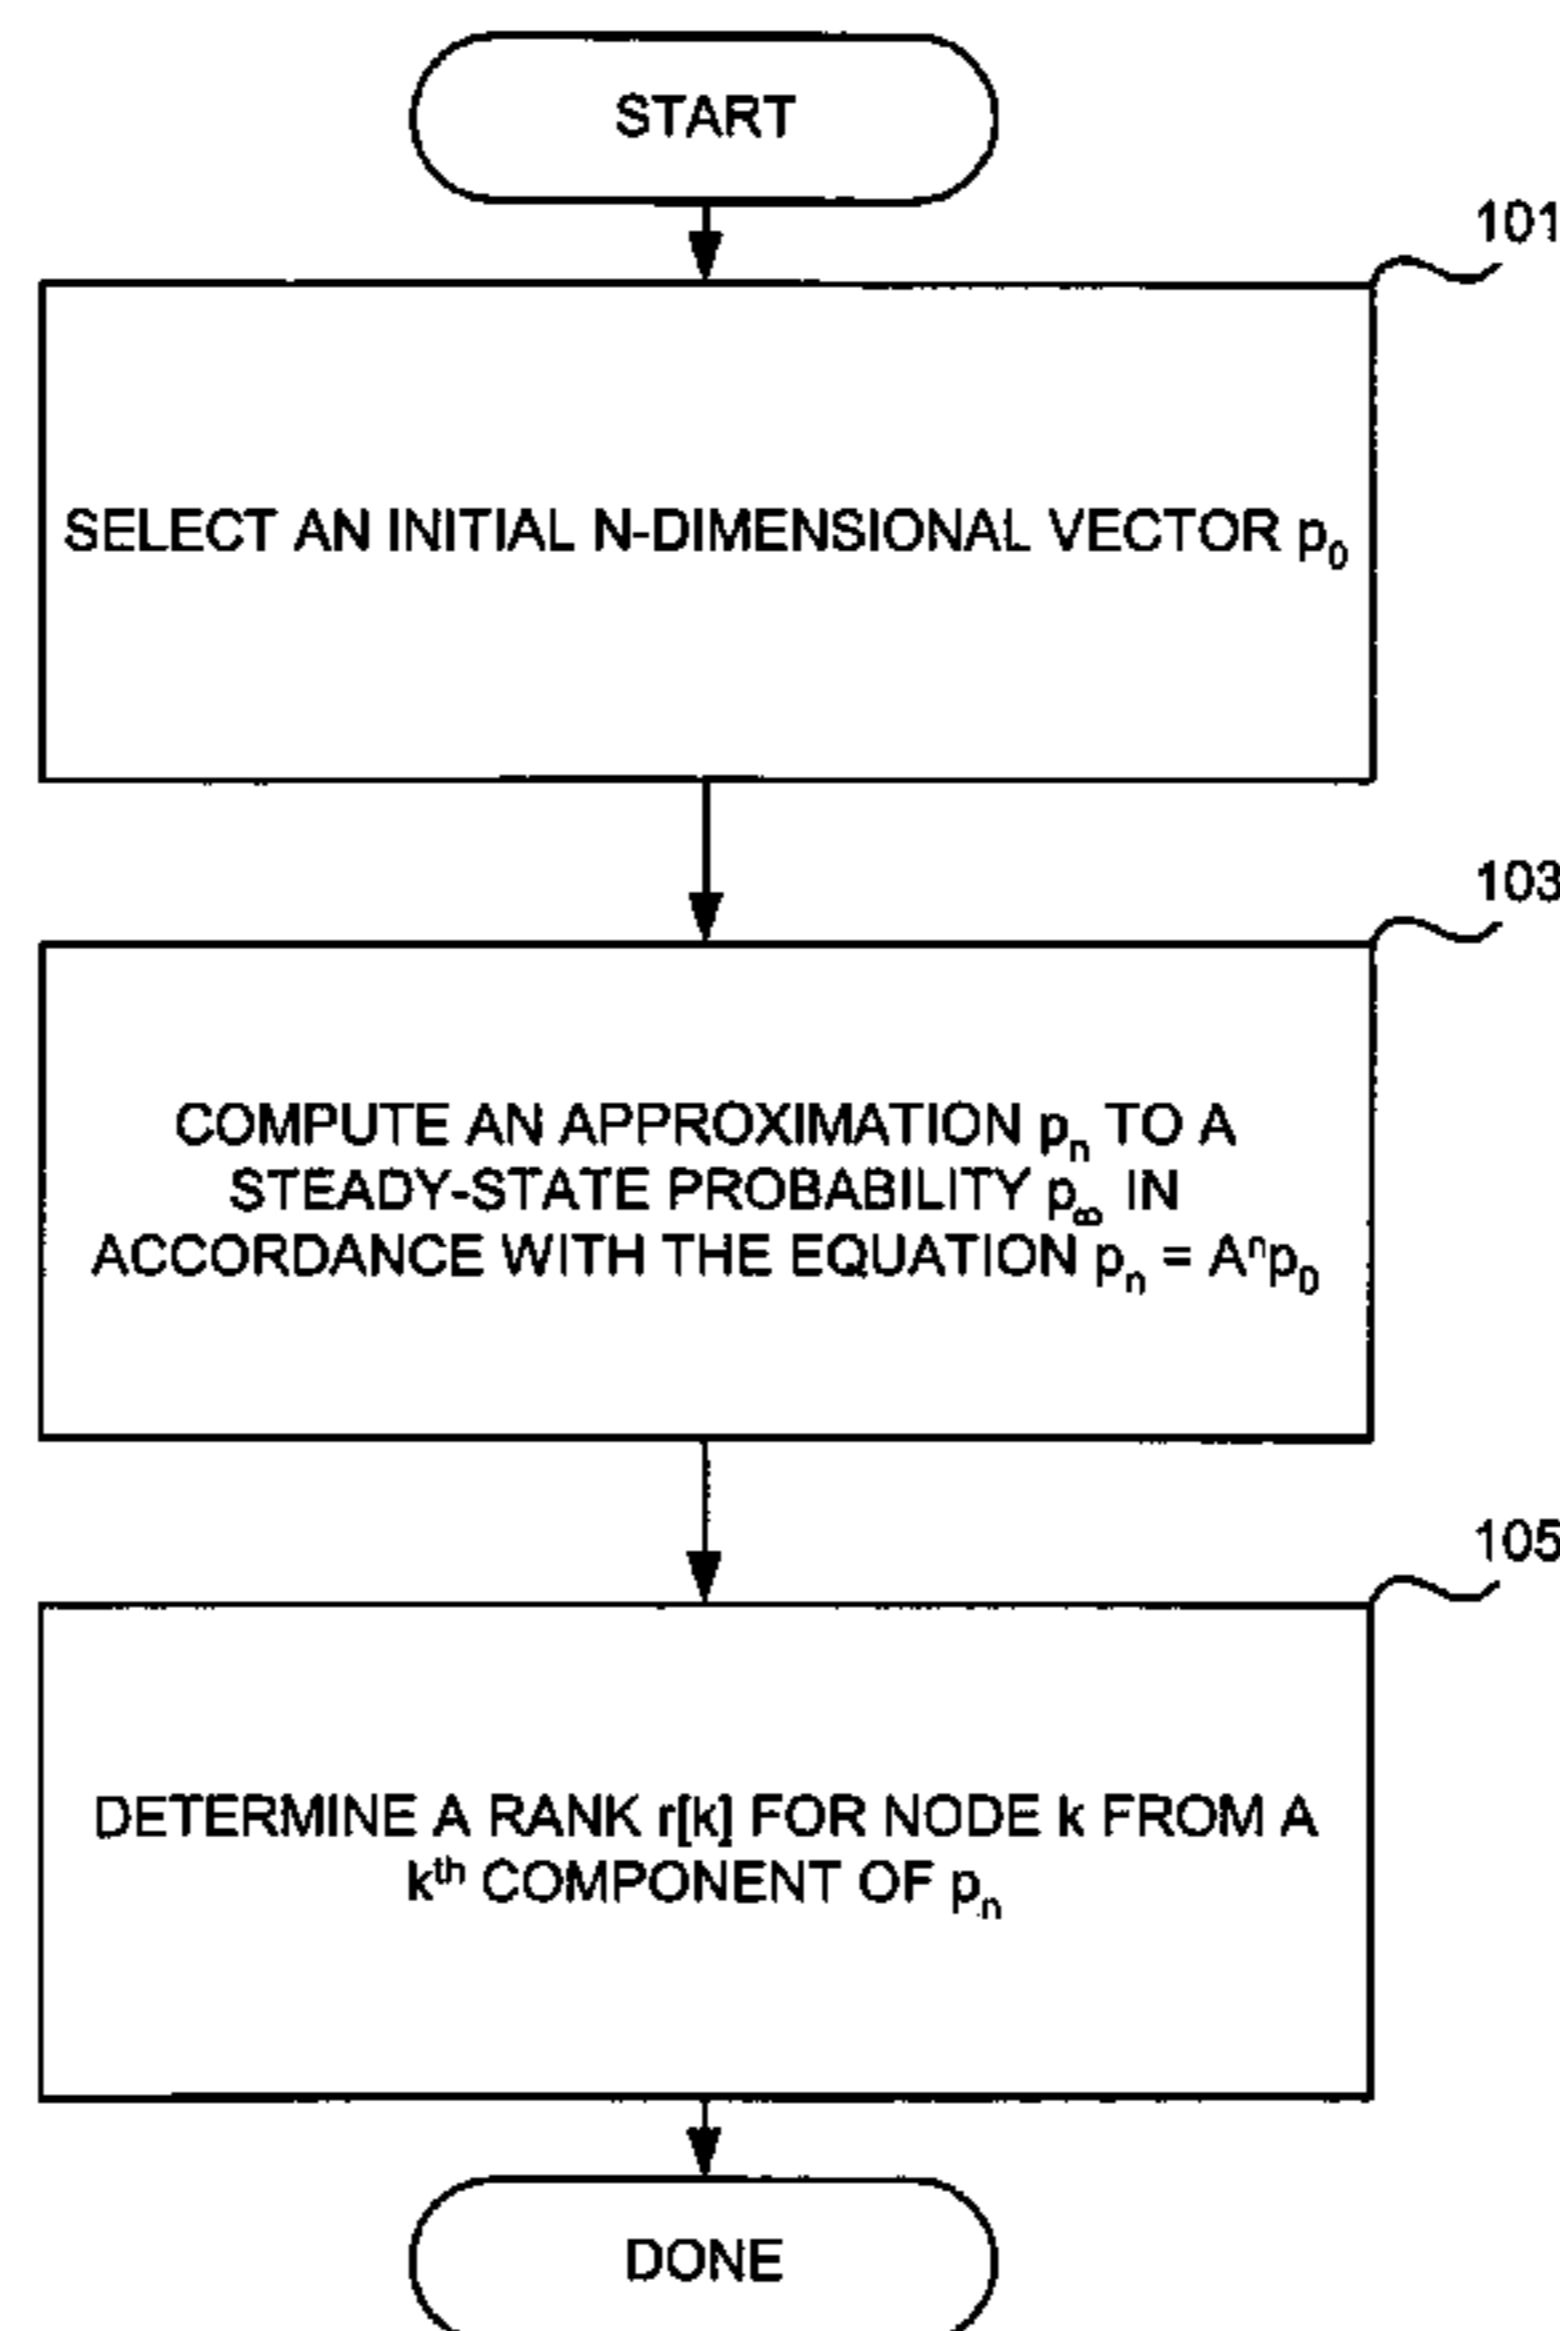 START
101
SELECT AN INITIAL N-DIMENSIONAL VECTOR p₀
103
COMPUTE AN APPROXIMATION pₙ TO A
STEADY-STATE PROBABILITY p∞ IN
ACCORDANCE WITH THE EQUATION pₙ = Aⁿp₀
105
DETERMINE A RANK r[k] FOR NODE k FROM A
kᵗʰ COMPONENT OF pₙ
DONE